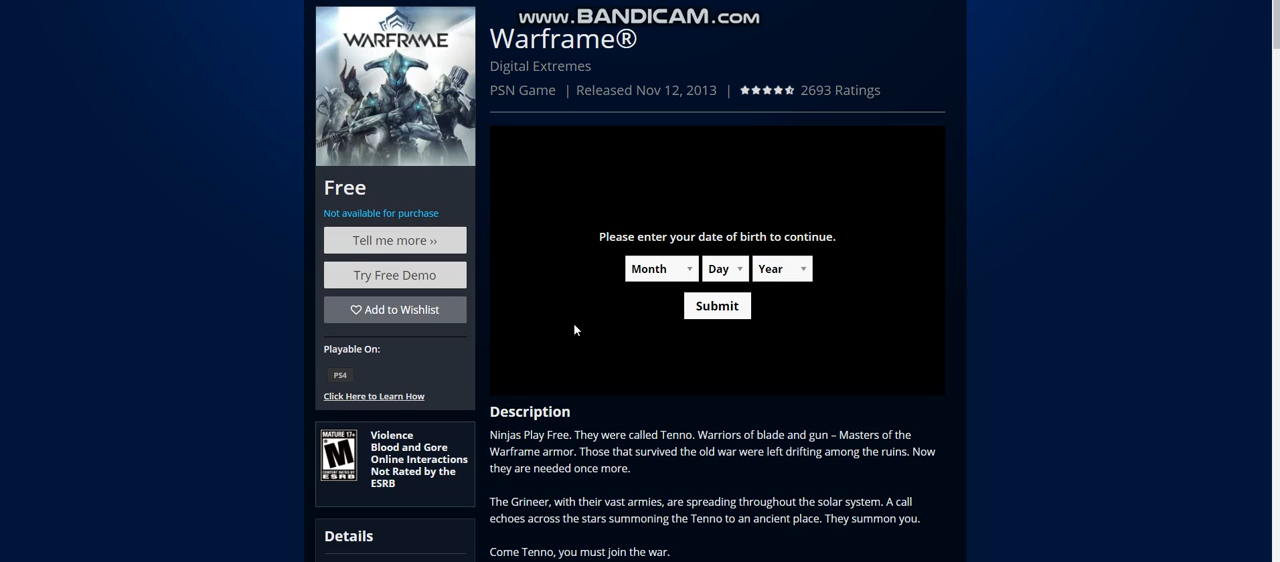 www.BANDICAM.com
WARFRAME
Warframe®
Digital Extremes
PSN Game | Released Nov 12, 2013 | 2693 Ratings
Free
Not available for purchase
Tell me more ››
Try Free Demo
Add to Wishlist
Playable On:
PS4
Click Here to Learn How
MATURE 17+
M
ESRB
Violence
Blood and Gore
Online Interactions
Not Rated by the
ESRB
Details
Please enter your date of birth to continue.
Month Day Year
Submit
Description
Ninjas Play Free. They were called Tenno. Warriors of blade and gun – Masters of the
Warframe armor. Those that survived the old war were left drifting among the ruins. Now
they are needed once more.
The Grineer, with their vast armies, are spreading throughout the solar system. A call
echoes across the stars summoning the Tenno to an ancient place. They summon you.
Come Tenno, you must join the war.